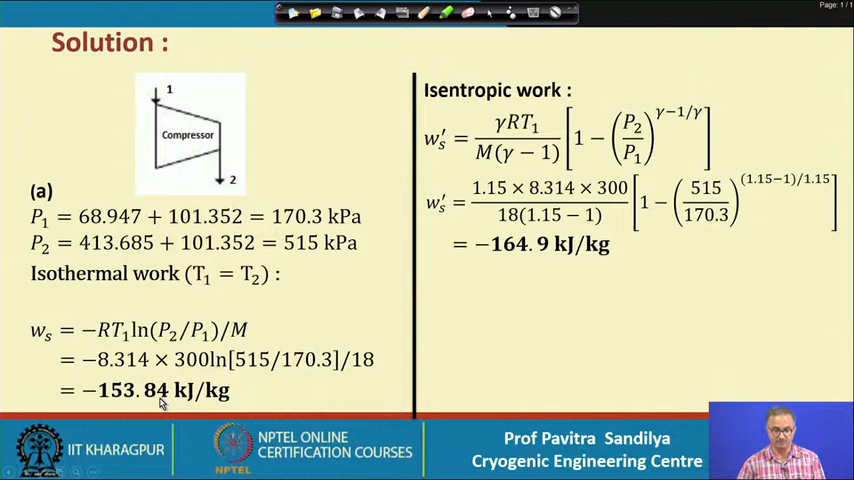 Page: 1 / 1
Solution :
1
Compressor
2
(a)
P₁ = 68.947 + 101.352 = 170.3 kPa
P₂ = 413.685 + 101.352 = 515 kPa
Isothermal work (T₁ = T₂) :
wₛ = −RT₁ln(P₂/P₁)/M
= −8.314 × 300ln[515/170.3]/18
= −153.84 kJ/kg
Isentropic work :
wₛ′ = γRT₁ / M(γ − 1) [1 − (P₂/P₁)^γ−1/γ]
wₛ′ = 1.15 × 8.314 × 300 / 18(1.15 − 1) [1 − (515/170.3)^(1.15−1)/1.15]
= −164.9 kJ/kg
IIT KHARAGPUR
NPTEL
NPTEL ONLINE
CERTIFICATION COURSES
Prof Pavitra Sandilya
Cryogenic Engineering Centre